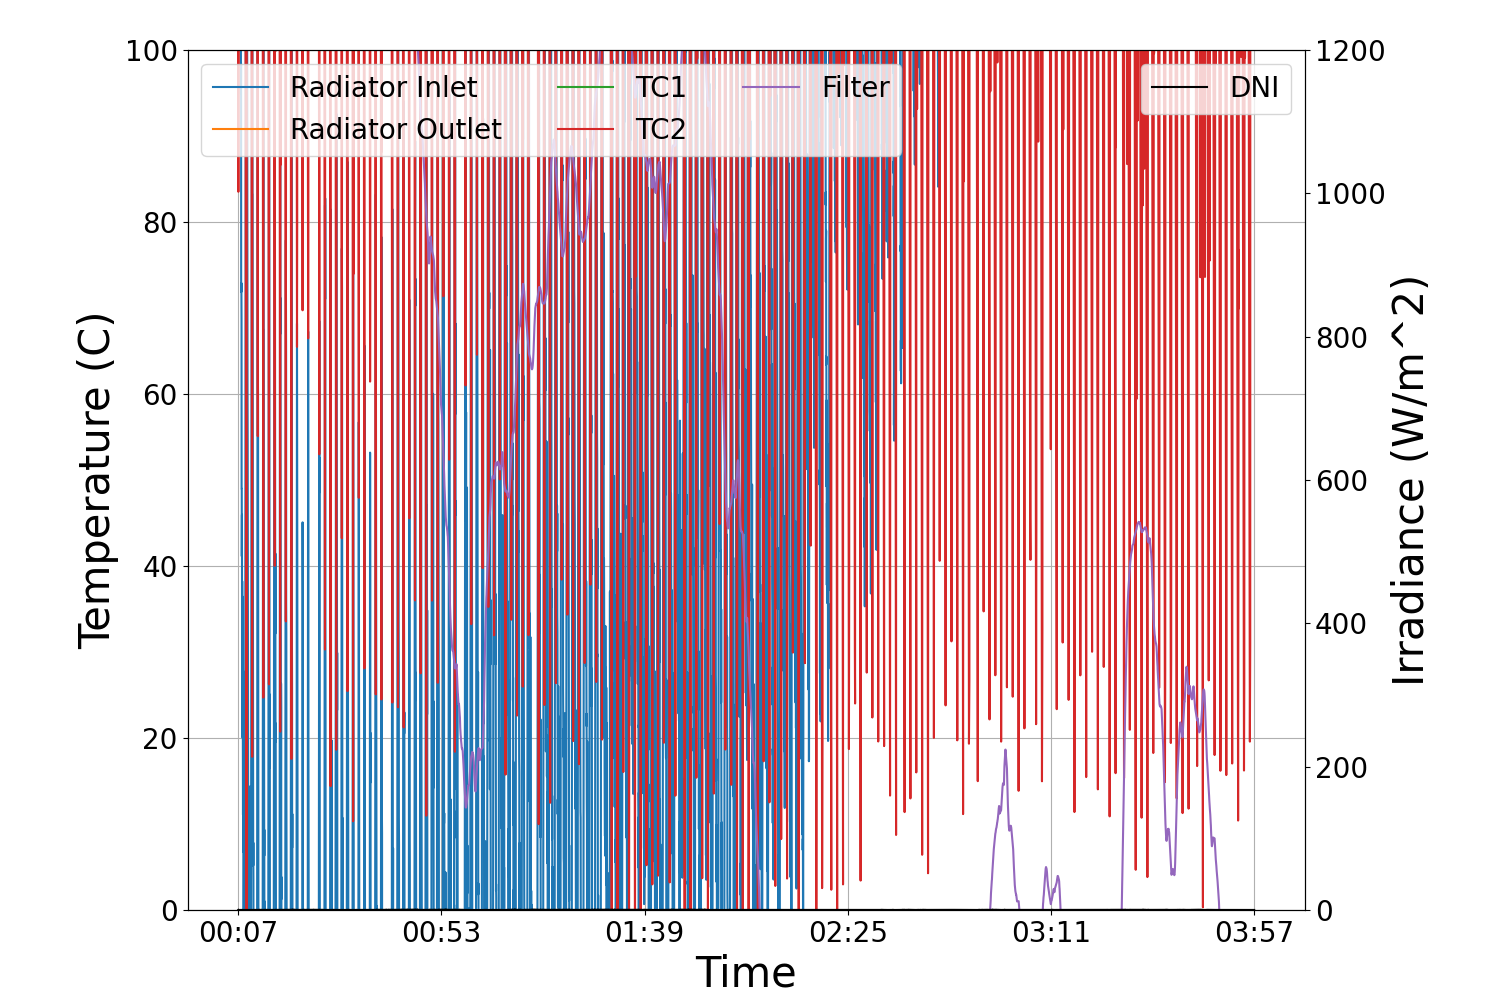 Radiator Inlet
Radiator Outlet
TC1
TC2
Filter
DNI
Temperature (C)
100
80
60
40
20
0
Irradiance (W/m^2)
1200
1000
800
600
400
200
0
00:07 00:53 01:39 02:25 03:11 03:57
Time